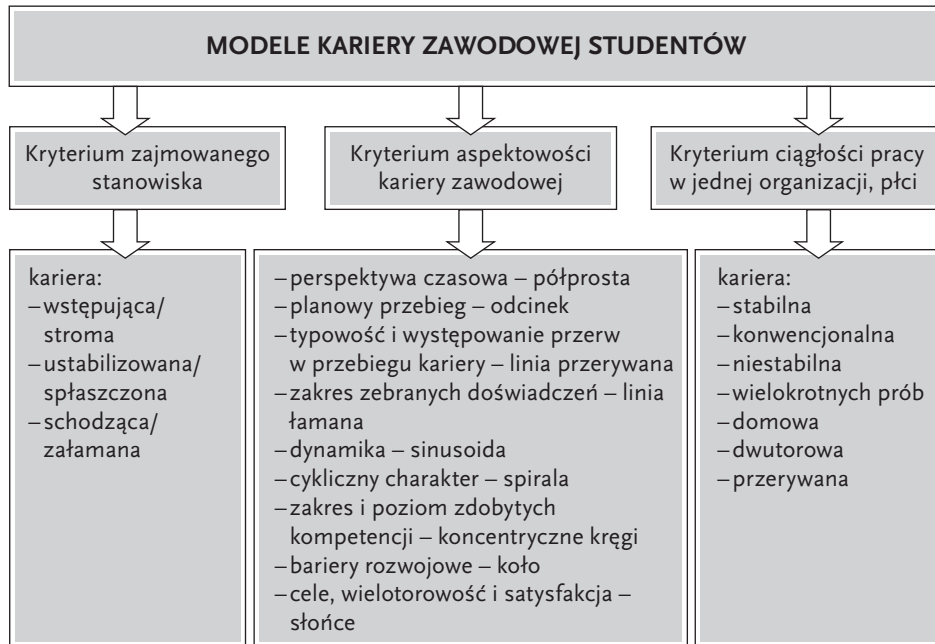 MODELE KARIERY ZAWODOWEJ STUDENTÓW
Kryterium zajmowanego
stanowiska
Kryterium aspektowości
kariery zawodowej
Kryterium ciągłości pracy
w jednej organizacji, płci
kariera:
–wstępująca/
stroma
–ustabilizowana/
spłaszczona
–schodząca/
załamana
–perspektywa czasowa – półprosta
–planowy przebieg – odcinek
–typowość i występowanie przerw
w przebiegu kariery – linia przerywana
–zakres zebranych doświadczeń – linia
łamana
–dynamika – sinusoida
–cykliczny charakter – spirala
–zakres i poziom zdobytych
kompetencji – koncentryczne kręgi
–bariery rozwojowe – koło
–cele, wielotorowość i satysfakcja –
słońce
kariera:
–stabilna
–konwencjonalna
–niestabilna
–wielokrotnych prób
–domowa
–dwutorowa
–przerywana